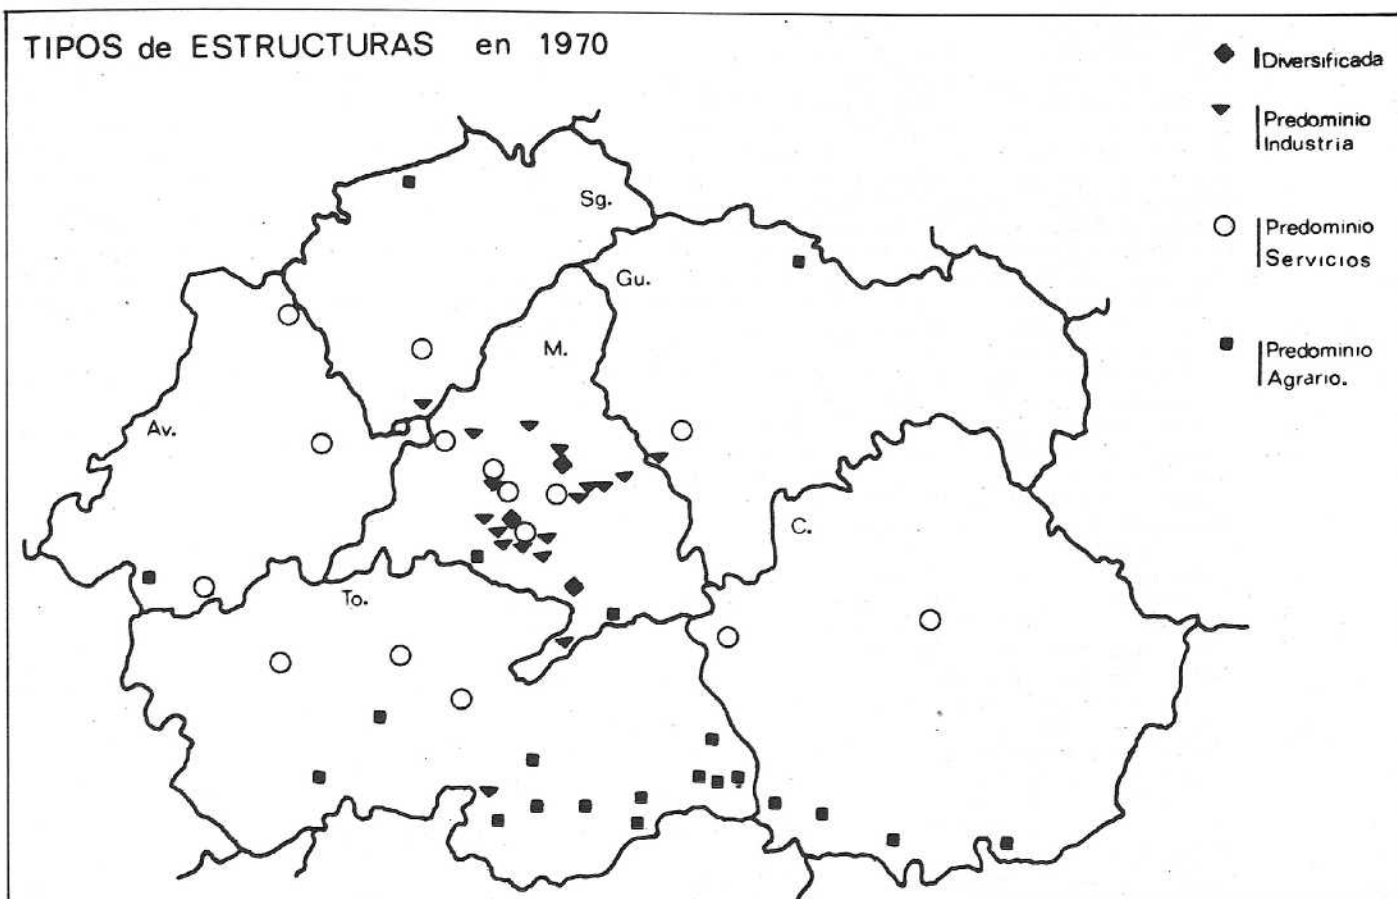 TIPOS de ESTRUCTURAS en 1970
Diversificada
Predominio
Industria
Predominio
Servicios
Predominio
Agrario.
Sg.
Gu.
M.
Av.
C.
To.